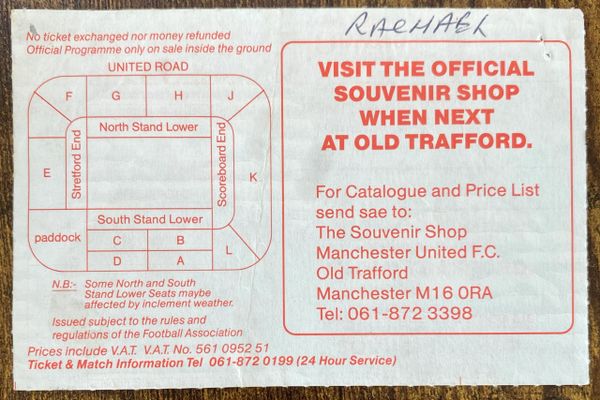 RACHAEL
No ticket exchanged nor money refunded
Official Programme only on sale inside the ground
UNITED ROAD
F
G
H
J
North Stand Lower
Stretford End
Scoreboard End
E
K
South Stand Lower
paddock
C
B
D
A
L
N.B:- Some North and South
Stand Lower Seats maybe
affected by inclement weather.
Issued subject to the rules and
regulations of the Football Association
Prices include V.A.T. V.A.T. No. 561 0952 51
Ticket & Match Information Tel 061-872 0199 (24 Hour Service)
VISIT THE OFFICIAL
SOUVENIR SHOP
WHEN NEXT
AT OLD TRAFFORD.
For Catalogue and Price List
send sae to:
The Souvenir Shop
Manchester United F.C.
Old Trafford
Manchester M16 0RA
Tel: 061-872 3398